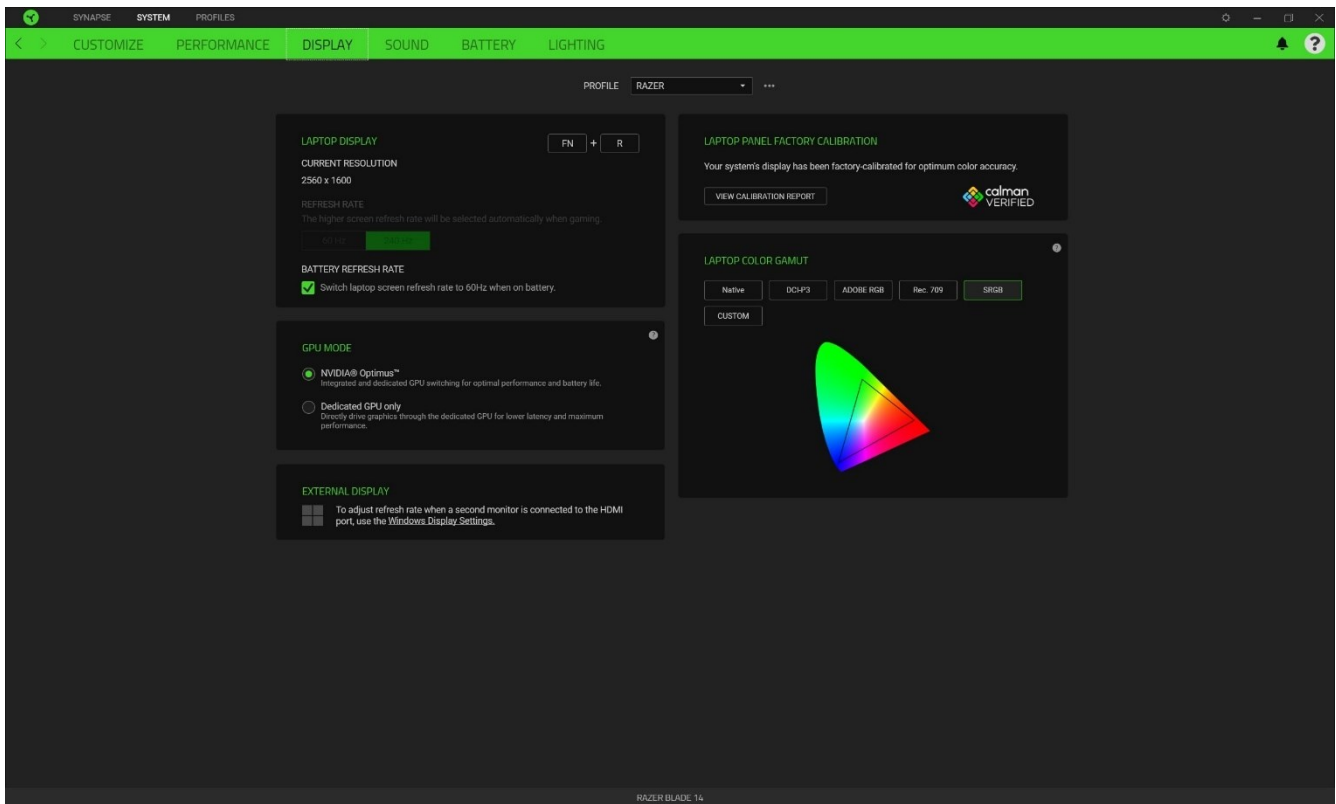 SYNAPSE SYSTEM PROFILES
CUSTOMIZE PERFORMANCE DISPLAY SOUND BATTERY LIGHTING
?
PROFILE RAZER
LAPTOP DISPLAY
FN + R
CURRENT RESOLUTION
2560 x 1600
REFRESH RATE
The higher screen refresh rate will be selected automatically when gaming.
60 Hz
BATTERY REFRESH RATE
Switch laptop screen refresh rate to 60Hz when on battery.
GPU MODE
?
NVIDIA® Optimus™
Integrated and dedicated GPU switching for optimal performance and battery life.
Dedicated GPU only
Directly drive graphics through the dedicated GPU for lower latency and maximum
performance.
EXTERNAL DISPLAY
To adjust refresh rate when a second monitor is connected to the HDMI
port, use the Windows Display Settings.
LAPTOP PANEL FACTORY CALIBRATION
Your system's display has been factory-calibrated for optimum color accuracy.
VIEW CALIBRATION REPORT
calman
VERIFIED
?
LAPTOP COLOR GAMUT
Native DCI-P3 ADOBE RGB Rec. 709 SRGB
CUSTOM
RAZER BLADE 14